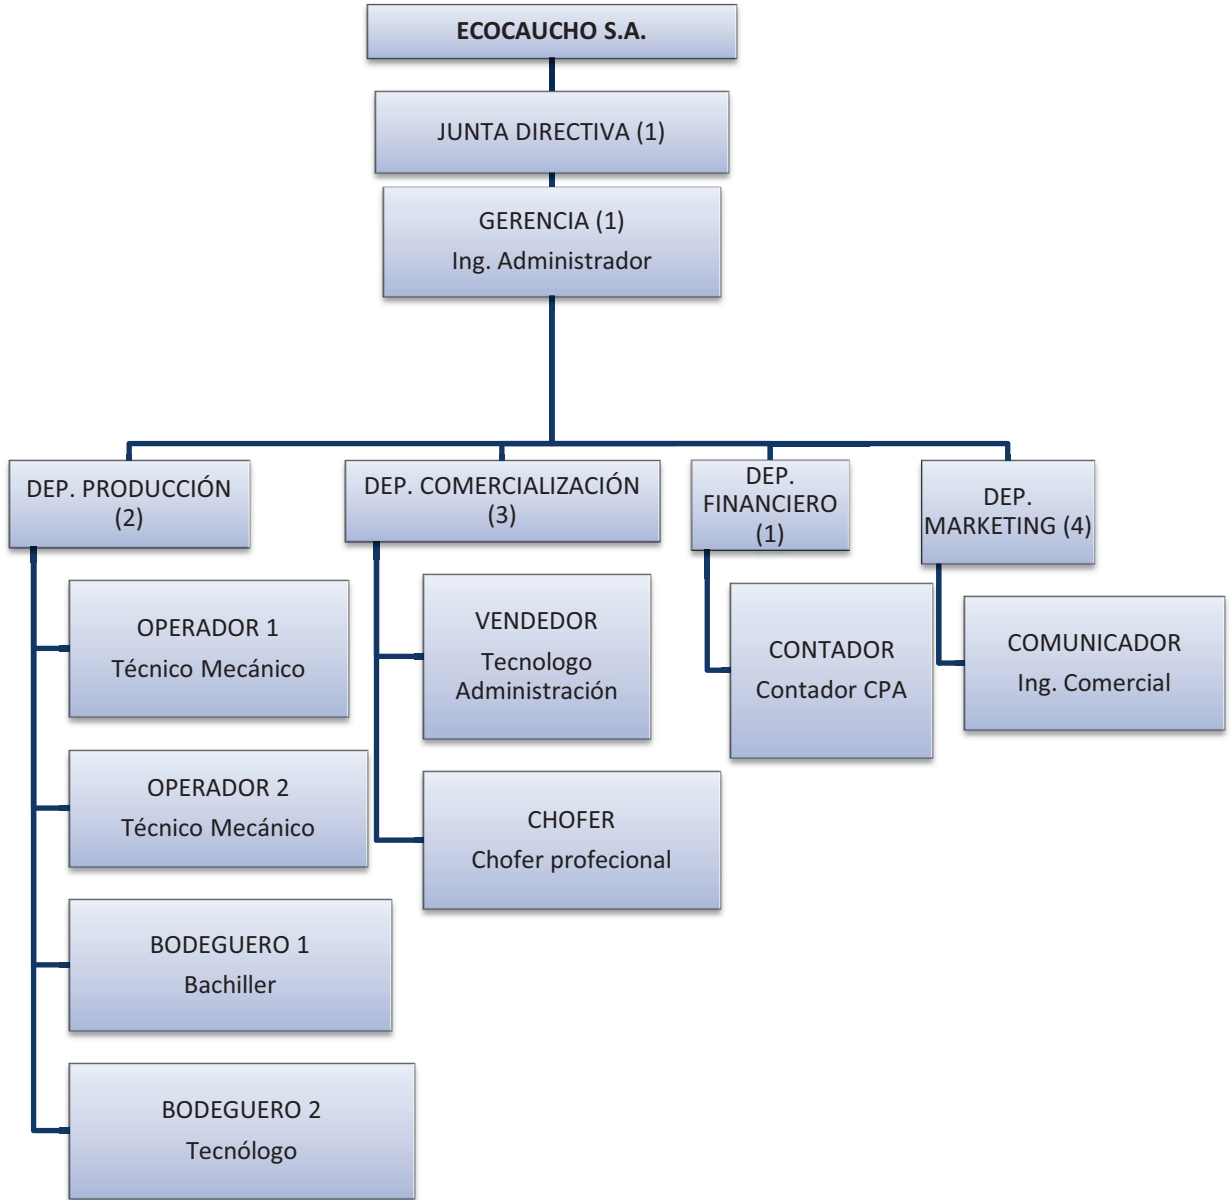 ECOCAUCHO S.A.
JUNTA DIRECTIVA (1)
GERENCIA (1)
Ing. Administrador
DEP. PRODUCCIÓN
(2)
OPERADOR 1
Técnico Mecánico
OPERADOR 2
Técnico Mecánico
BODEGUERO 1
Bachiller
BODEGUERO 2
Tecnólogo
DEP. COMERCIALIZACIÓN
(3)
VENDEDOR
Tecnologo
Administración
CHOFER
Chofer profecional
DEP.
FINANCIERO
(1)
CONTADOR
Contador CPA
DEP.
MARKETING (4)
COMUNICADOR
Ing. Comercial